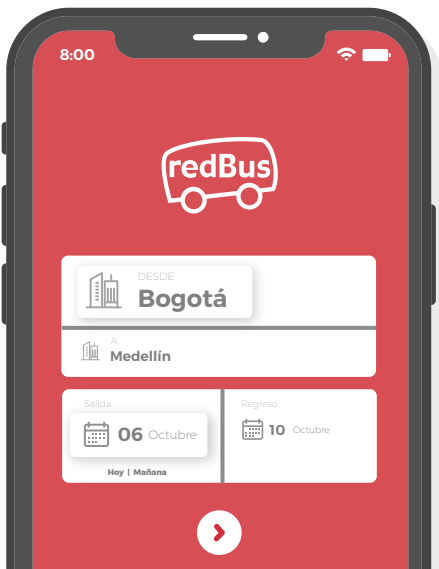 8:00
redBus
DESDE
Bogotá
A
Medellín
Salida
06 Octubre
Hoy | Mañana
Regreso
10 Octubre